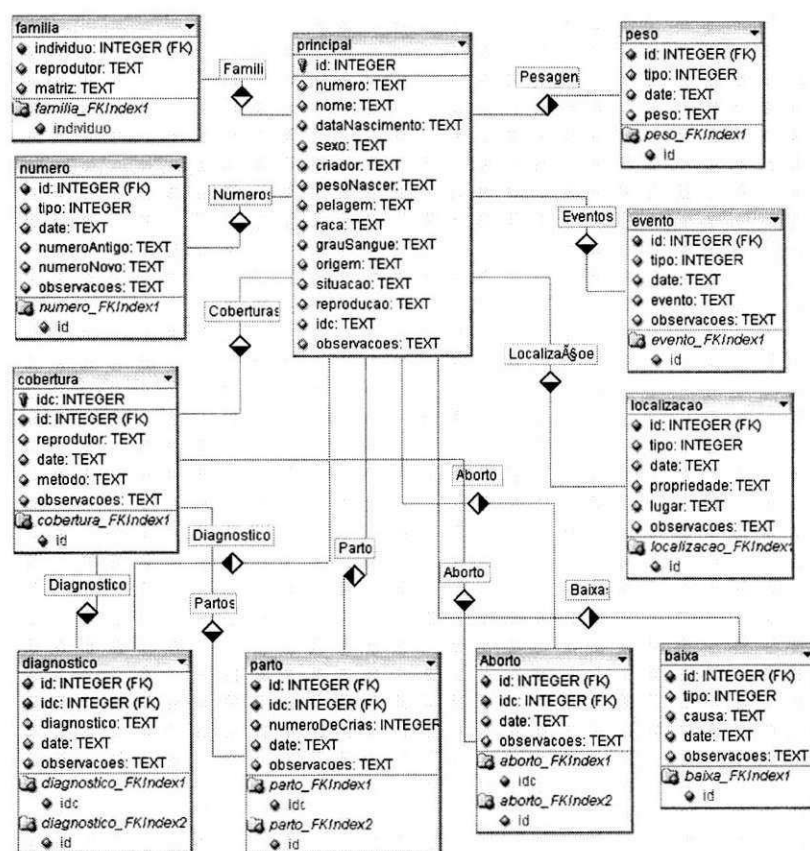 familia
individuo: INTEGER (FK)
reprodutor: TEXT
matriz: TEXT
familia_FKIndex1
individuo
Famili
principal
id: INTEGER
numero: TEXT
nome: TEXT
dataNascimento: TEXT
sexo: TEXT
criador: TEXT
pesoNascer: TEXT
pelagem: TEXT
raca: TEXT
grauSangue: TEXT
origem: TEXT
situacao: TEXT
reproducao: TEXT
idc: TEXT
observacoes: TEXT
Pesagen
peso
id: INTEGER (FK)
tipo: INTEGER
date: TEXT
peso: TEXT
peso_FKIndex1
id
numero
id: INTEGER (FK)
tipo: INTEGER
date: TEXT
numeroAntigo: TEXT
numeroNovo: TEXT
observacoes: TEXT
numero_FKIndex1
id
Numeros
Eventos
evento
id: INTEGER (FK)
tipo: INTEGER
date: TEXT
evento: TEXT
observacoes: TEXT
evento_FKIndex1
id
Coberturas
LocalizaÃ§oe
cobertura
idc: INTEGER
id: INTEGER (FK)
reprodutor: TEXT
date: TEXT
metodo: TEXT
observacoes: TEXT
cobertura_FKIndex1
id
localizacao
id: INTEGER (FK)
tipo: INTEGER
date: TEXT
propriedade: TEXT
lugar: TEXT
observacoes: TEXT
localizacao_FKIndex1
id
Aborto
Diagnostico
Parto
Diagnostico
Aborto
Partos
Baixas
diagnostico
id: INTEGER (FK)
idc: INTEGER (FK)
diagnostico: TEXT
date: TEXT
observacoes: TEXT
diagnostico_FKIndex1
idc
diagnostico_FKIndex2
id
parto
id: INTEGER (FK)
idc: INTEGER (FK)
numeroDeCrias: INTEGER
date: TEXT
observacoes: TEXT
parto_FKIndex1
idc
parto_FKIndex2
id
Aborto
id: INTEGER (FK)
idc: INTEGER (FK)
date: TEXT
observacoes: TEXT
aborto_FKIndex1
idc
aborto_FKIndex2
id
baixa
id: INTEGER (FK)
tipo: INTEGER
causa: TEXT
date: TEXT
observacoes: TEXT
baixa_FKIndex1
id